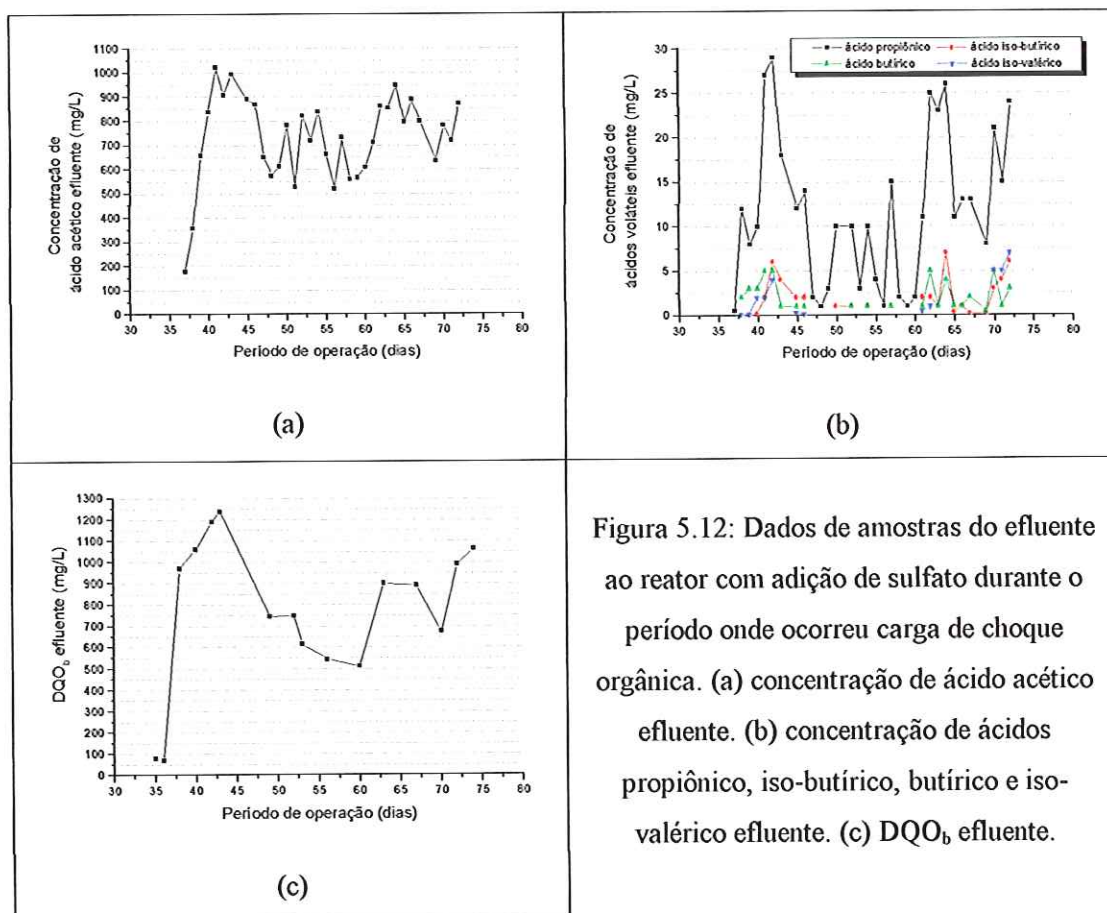 1100
1000
900
800
700
600
500
400
300
200
100
0
Concentração de
ácido acético efluente (mg/L)
30 35 40 45 50 55 60 65 70 75 80
Período de operação (dias)
(a)
ácido propiônico ácido iso-butírico
ácido butírico ácido iso-valérico
30
25
20
15
10
5
0
Concentração de
ácidos voláteis efluente (mg/L)
30 35 40 45 50 55 60 65 70 75 80
Período de operação (dias)
(b)
1300
1200
1100
1000
900
800
700
600
500
400
300
200
100
0
DQO_b efluente (mg/L)
30 35 40 45 50 55 60 65 70 75 80
Período de operação (dias)
(c)
Figura 5.12: Dados de amostras do efluente
ao reator com adição de sulfato durante o
período onde ocorreu carga de choque
orgânica. (a) concentração de ácido acético
efluente. (b) concentração de ácidos
propiônico, iso-butírico, butírico e iso-
valérico efluente. (c) DQO_b efluente.